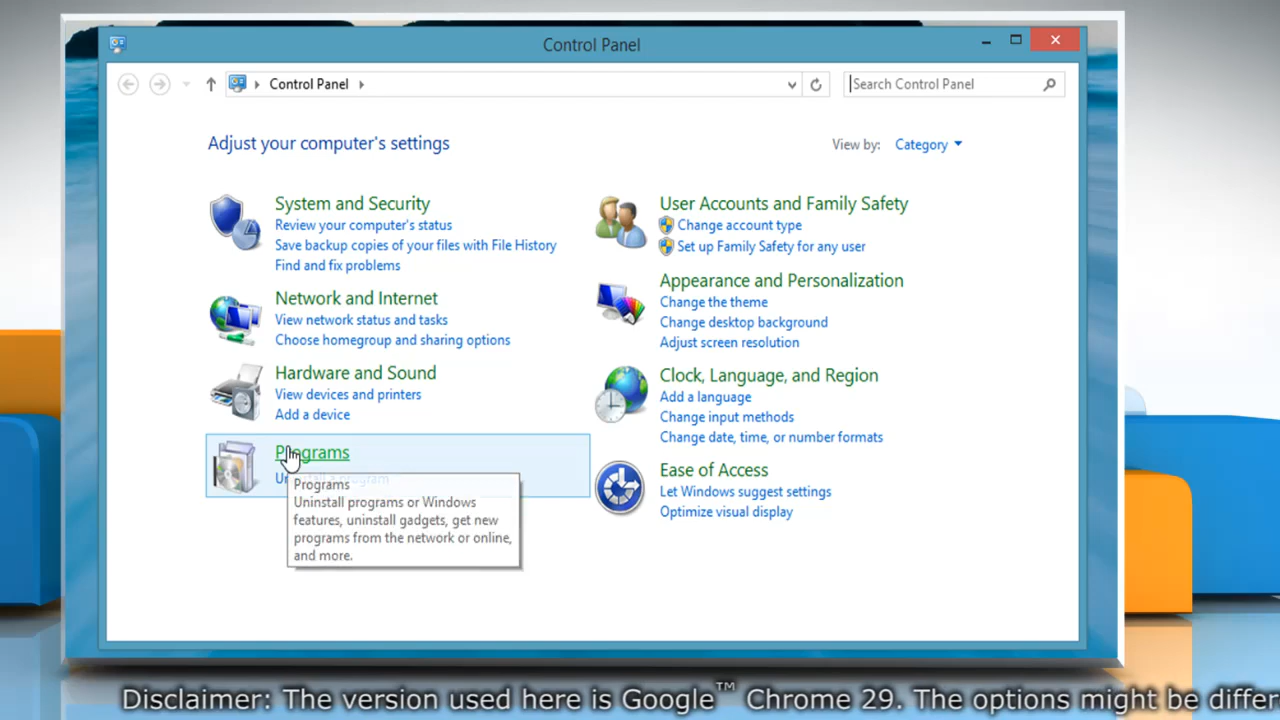 Control Panel
Control Panel
Search Control Panel
Adjust your computer's settings
View by: Category
System and Security
Review your computer's status
Save backup copies of your files with File History
Find and fix problems
Network and Internet
View network status and tasks
Choose homegroup and sharing options
Hardware and Sound
View devices and printers
Add a device
Programs
Uninstall a program
Programs
Uninstall programs or Windows
features, uninstall gadgets, get new
programs from the network or online,
and more.
User Accounts and Family Safety
Change account type
Set up Family Safety for any user
Appearance and Personalization
Change the theme
Change desktop background
Adjust screen resolution
Clock, Language, and Region
Add a language
Change input methods
Change date, time, or number formats
Ease of Access
Let Windows suggest settings
Optimize visual display
Disclaimer: The version used here is Google™ Chrome 29. The options might be differ